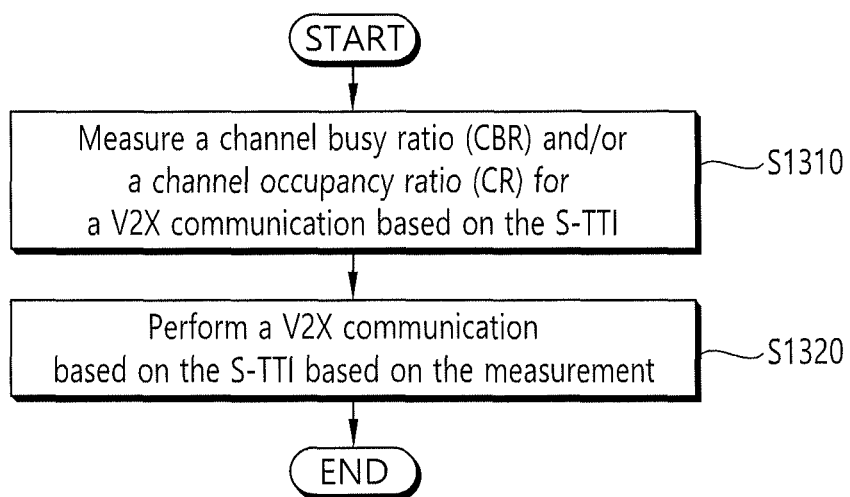 START
Measure a channel busy ratio (CBR) and/or
a channel occupancy ratio (CR) for
a V2X communication based on the S-TTI
S1310
Perform a V2X communication
based on the S-TTI based on the measurement
S1320
END